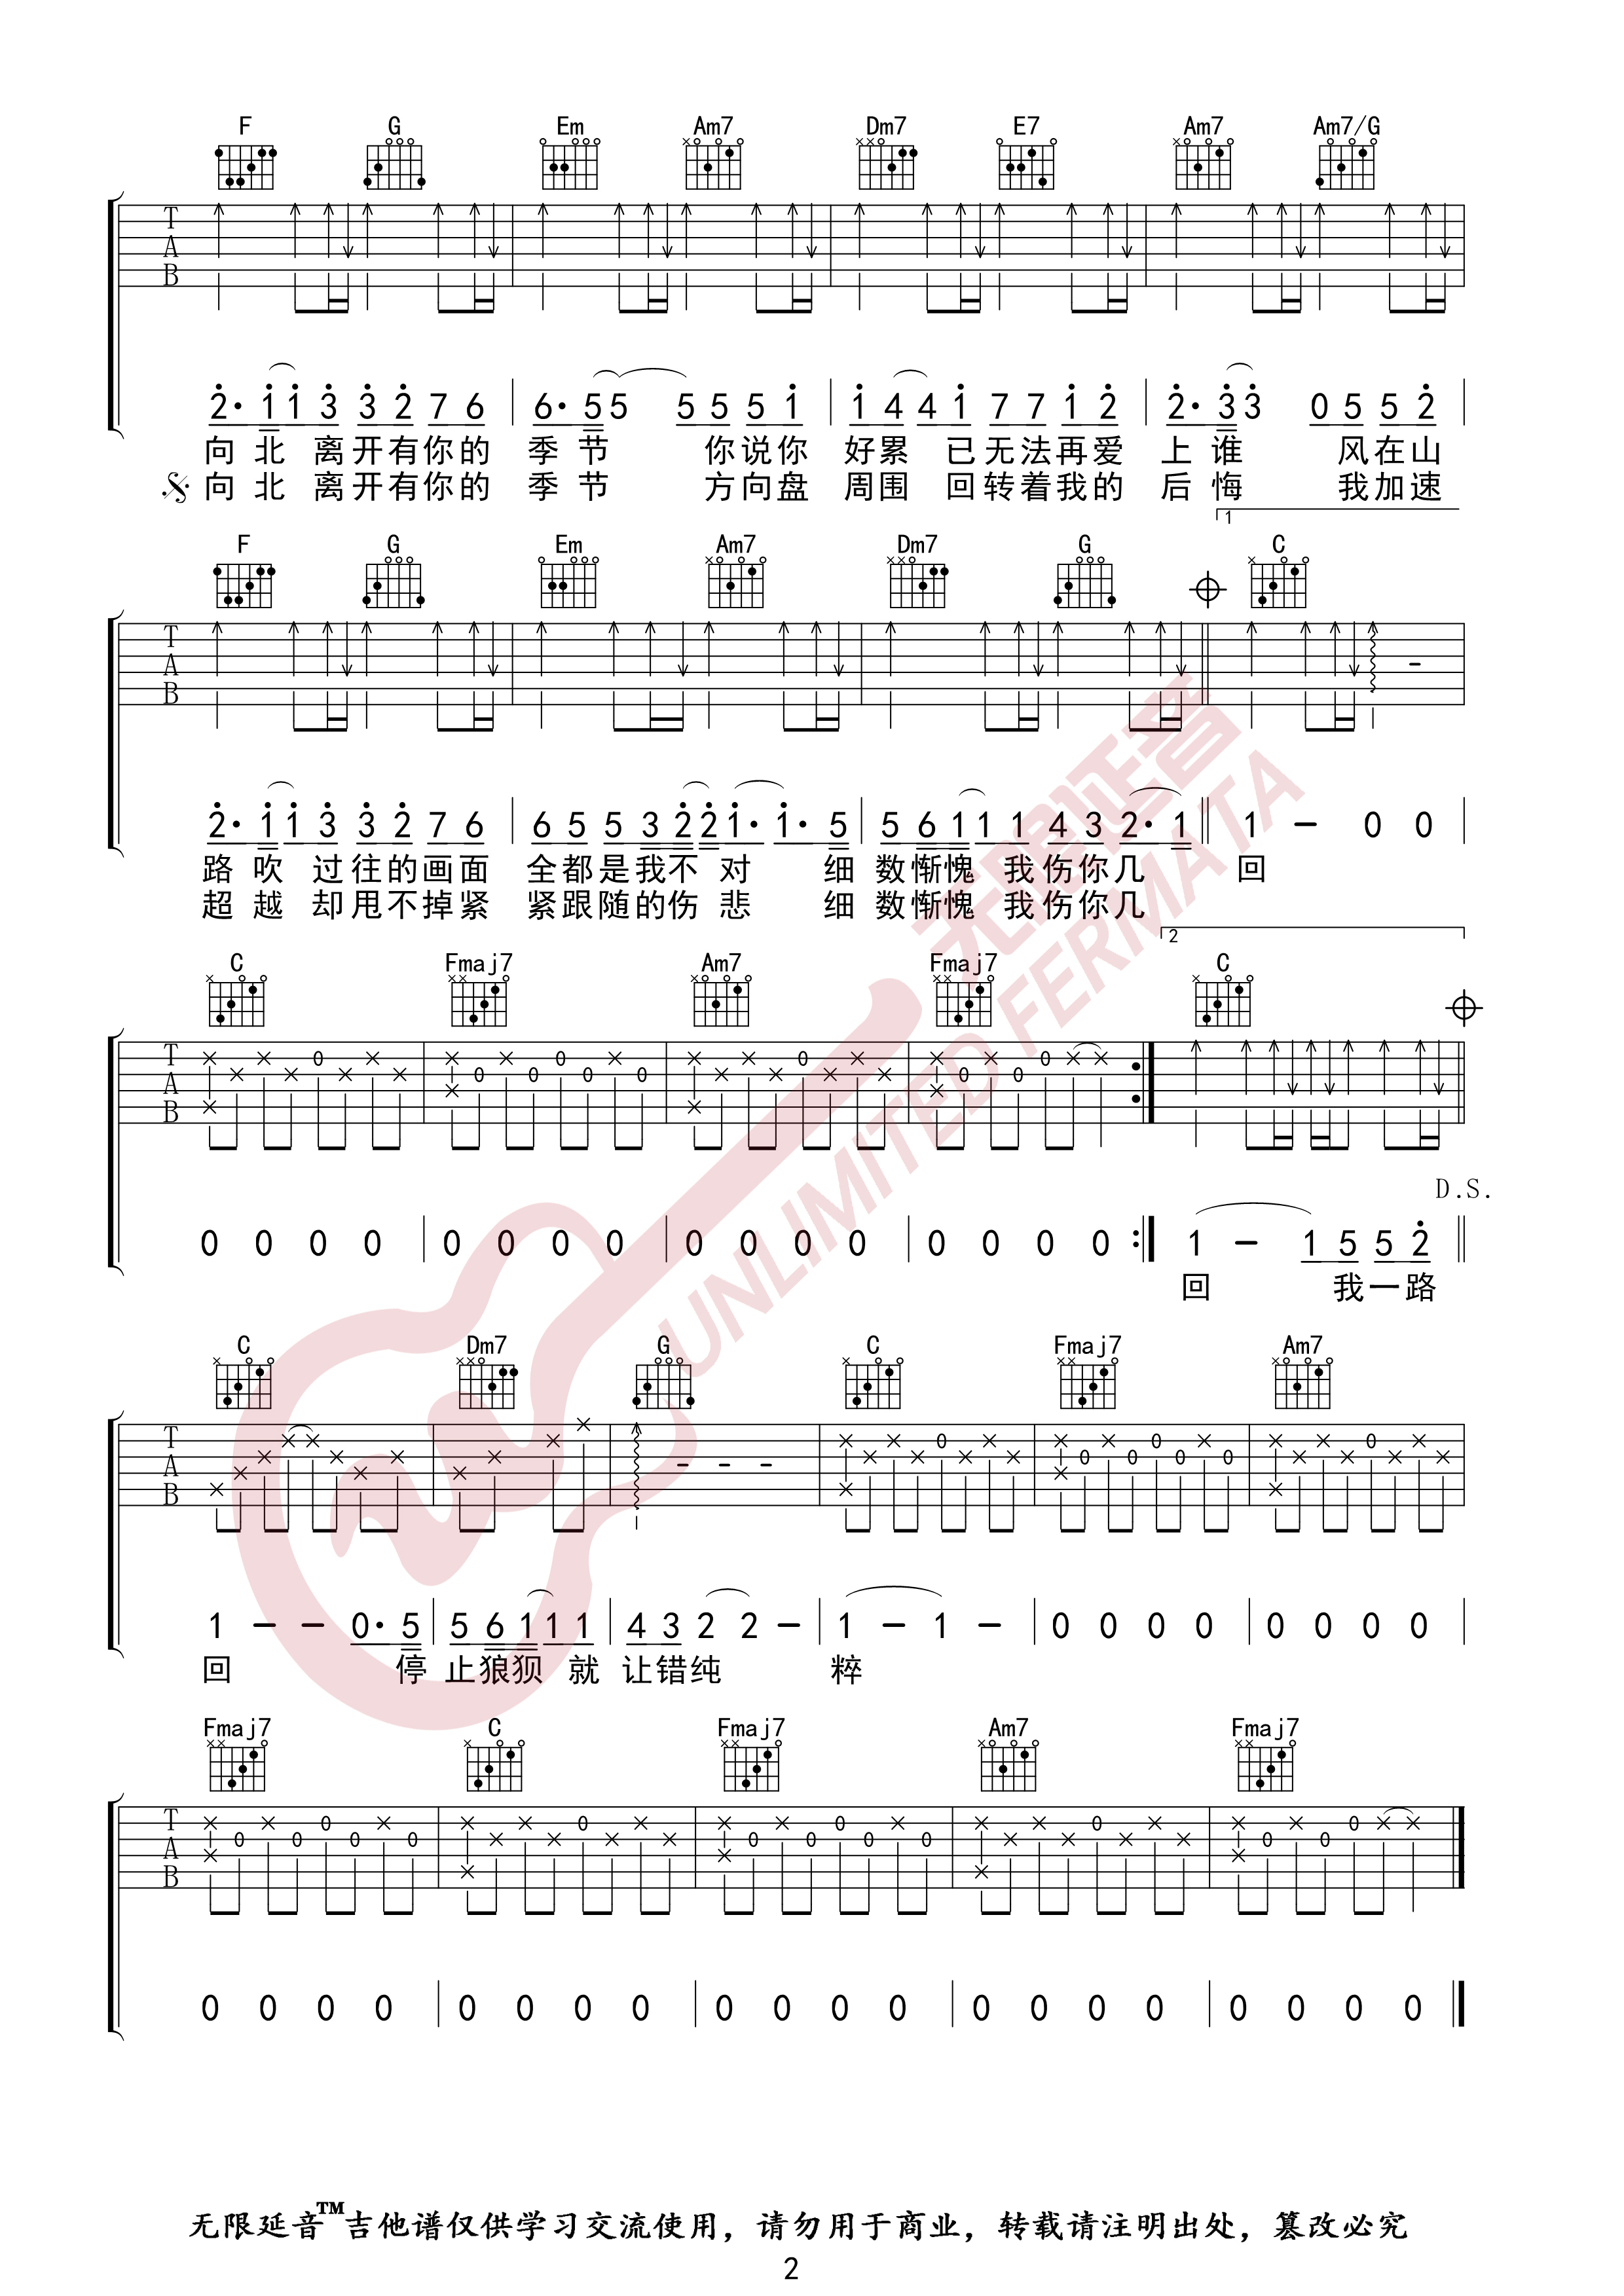 F G Em Am7 Dm7 E7 Am7 Am7/G
T
A
B
2· 1 1 3 3 2 7 6 6· 5 5 5 5 5 1 1 4 4 1 7 7 1 2 2· 3 3 0 5 5 2
向 北 离开有你的 季 节 你说你 好累 已无法再爱 上 谁 风在山
向 北 离开有你的 季 节 方向盘 周围 回转着我的 后 悔 我加速
1
F G Em Am7 Dm7 G C
T
A
B
2· 1 1 3 3 2 7 6 6 5 5 3 2 2 1· 1· 5 5 6 1 1 1 4 3 2· 1 1 - 0 0
路 吹 过往的画面 全都是我不 对 细 数惭愧 我伤你几 回
超 越 却甩不掉紧 紧跟随的伤 悲 细 数惭愧 我伤你几
2
C Fmaj7 Am7 Fmaj7 C
T
A
B
D.S.
0 0 0 0 0 0 0 0 0 0 0 0 0 0 0 0 1 - 1 5 5 2
回 我一路
C Dm7 G C Fmaj7 Am7
T
A
B
1 - - 0· 5 5 6 1 1 1 4 3 2 2 - 1 - 1 - 0 0 0 0 0 0 0 0
回 停 止狼狈 就 让错纯 粹
Fmaj7 C Fmaj7 Am7 Fmaj7
T
A
B
0 0 0 0 0 0 0 0 0 0 0 0 0 0 0 0 0 0 0 0
无限延音
UNLIMITED FERMATA
无限延音™吉他谱仅供学习交流使用，请勿用于商业，转载请注明出处，篡改必究
2